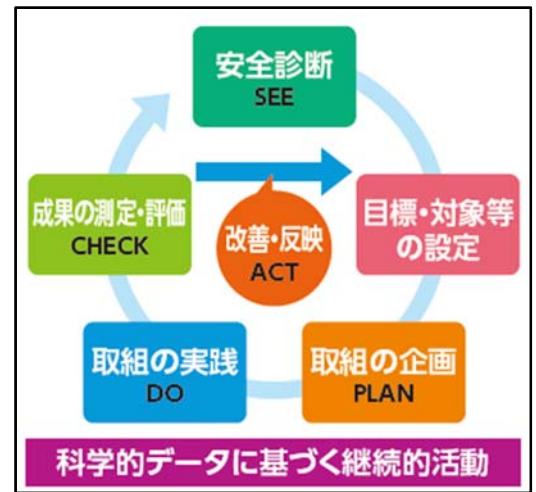 安全診断
SEE
目標・対象等
の設定
取組の企画
PLAN
取組の実践
DO
成果の測定・評価
CHECK
改善・反映
ACT
科学的データに基づく継続的活動